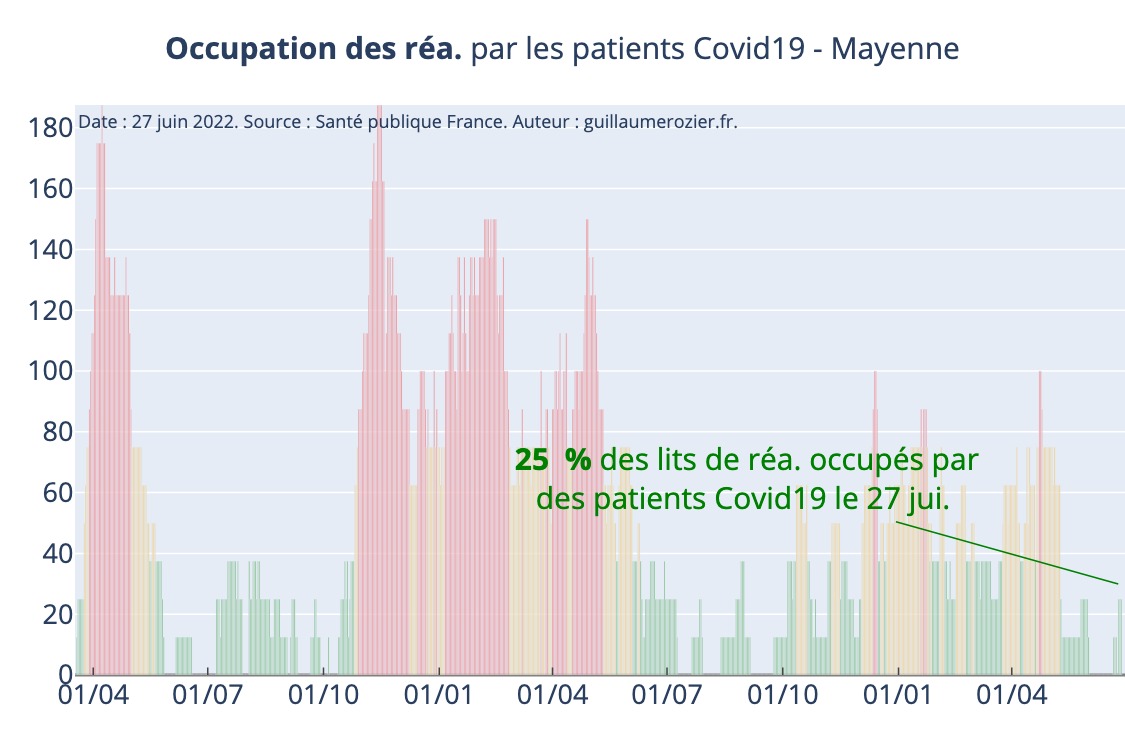 Occupation des réa. par les patients Covid19 - Mayenne
Date : 27 juin 2022. Source : Santé publique France. Auteur : guillaumerozier.fr.
180
160
140
120
100
80
60
40
20
0
25 % des lits de réa. occupés par
des patients Covid19 le 27 jui.
01/04 01/07 01/10 01/01 01/04 01/07 01/10 01/01 01/04